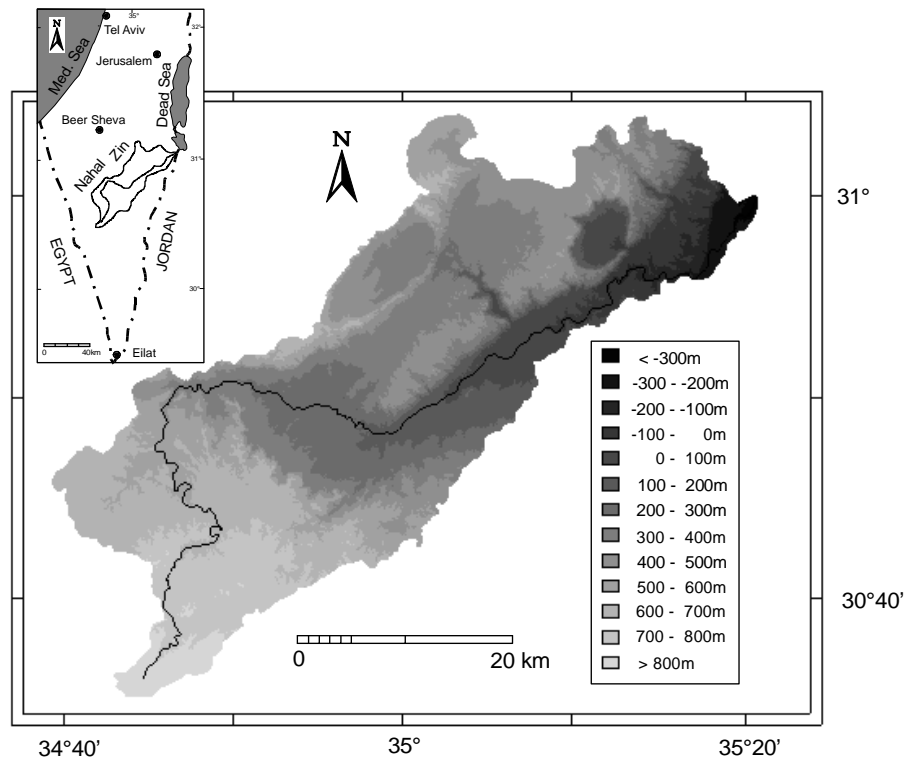 35°
32°
N
Tel Aviv
Med. Sea
Jerusalem
Dead Sea
Beer Sheva
Nahal Zin
31°
EGYPT
JORDAN
30°
0 40km
Eilat
N
31°
< -300m
-300 - -200m
-200 - -100m
-100 - 0m
0 - 100m
100 - 200m
200 - 300m
300 - 400m
400 - 500m
500 - 600m
600 - 700m
700 - 800m
> 800m
30°40'
0 20 km
34°40' 35° 35°20'